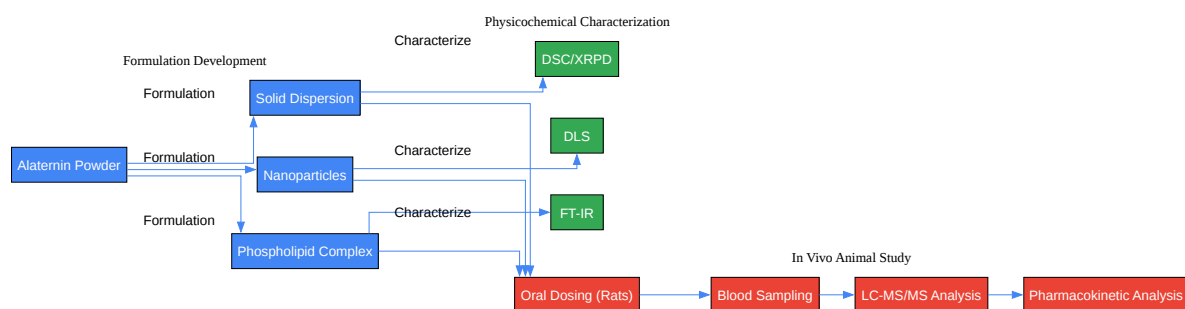 Physicochemical Characterization
Characterize
DSC/XRPD
Formulation Development
Formulation
Solid Dispersion
DLS
Alaternin Powder
Formulation
Nanoparticles
Characterize
Formulation
Phospholipid Complex
Characterize
FT-IR
In Vivo Animal Study
Oral Dosing (Rats)
Blood Sampling
LC-MS/MS Analysis
Pharmacokinetic Analysis